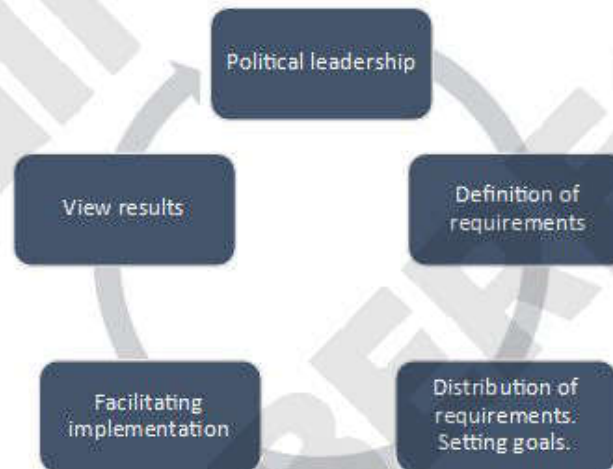 Political leadership
Definition of
requirements
Distribution of
requirements.
Setting goals.
Facilitating
implementation
View results